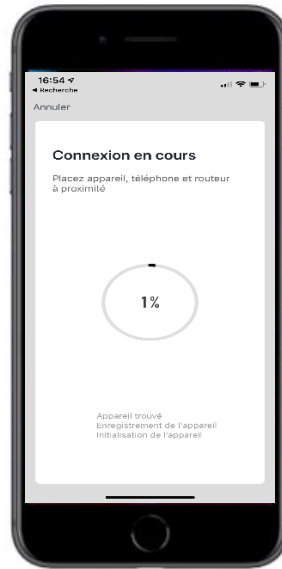 16:54
◀ Recherche
Annuler
Connexion en cours
Placez appareil, téléphone et routeur
à proximité
1%
Appareil trouvé
Enregistrement de l'appareil
Initialisation de l'appareil